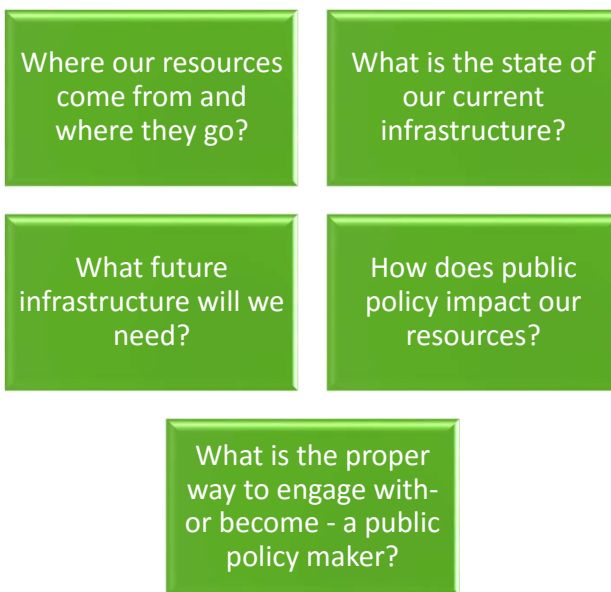 Where our resources
come from and
where they go?
What is the state of
our current
infrastructure?
What future
infrastructure will we
need?
How does public
policy impact our
resources?
What is the proper
way to engage with-
or become - a public
policy maker?